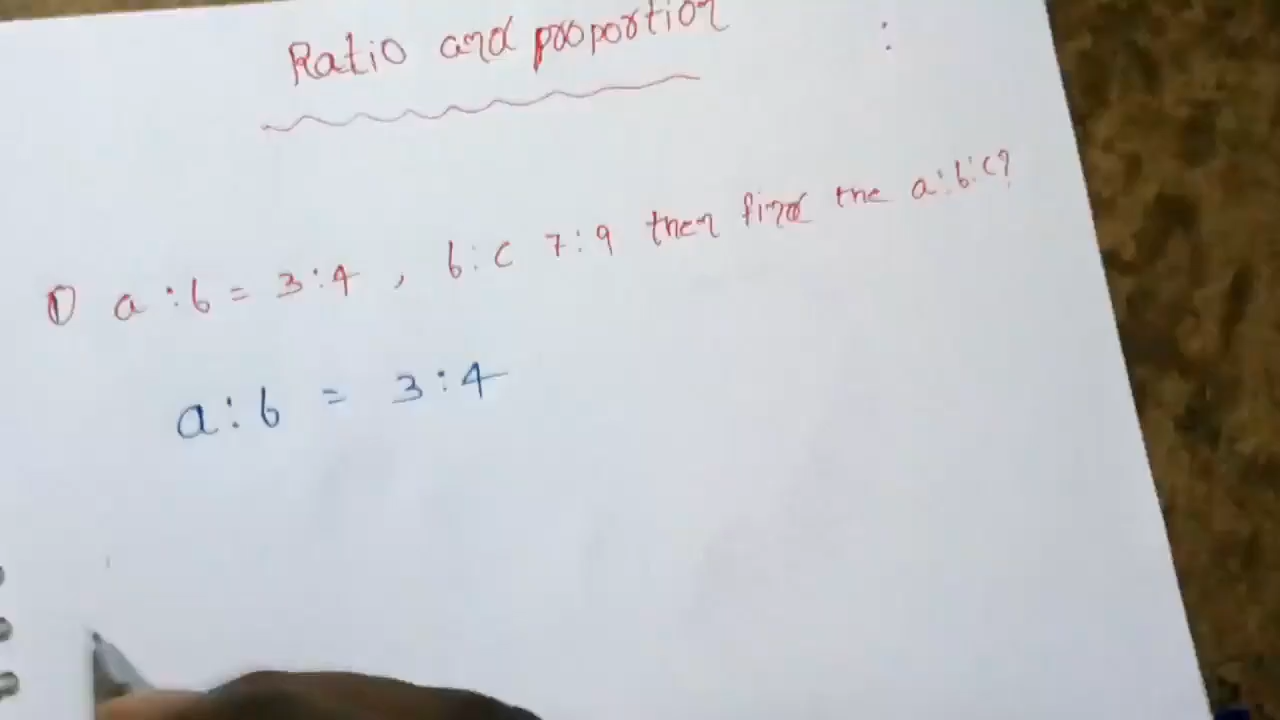 Ratio and proportion
:
① a:b = 3:4, b:c 7:9 then find the a:b:c?
a:b = 3:4